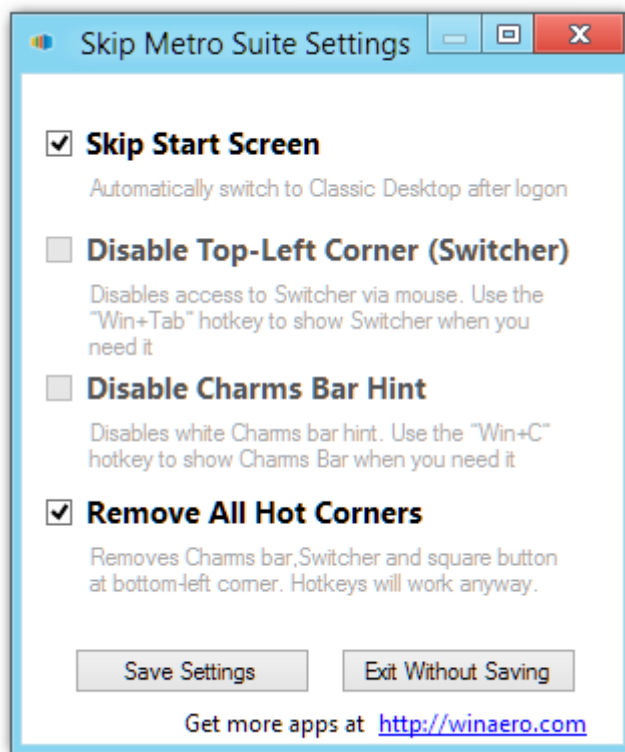 Skip Metro Suite Settings
Skip Start Screen
Automatically switch to Classic Desktop after logon
Disable Top-Left Corner (Switcher)
Disables access to Switcher via mouse. Use the
"Win+Tab" hotkey to show Switcher when you
need it
Disable Charms Bar Hint
Disables white Charms bar hint. Use the "Win+C"
hotkey to show Charms Bar when you need it
Remove All Hot Corners
Removes Charms bar,Switcher and square button
at bottom-left corner. Hotkeys will work anyway.
Save Settings Exit Without Saving
Get more apps at http://winaero.com